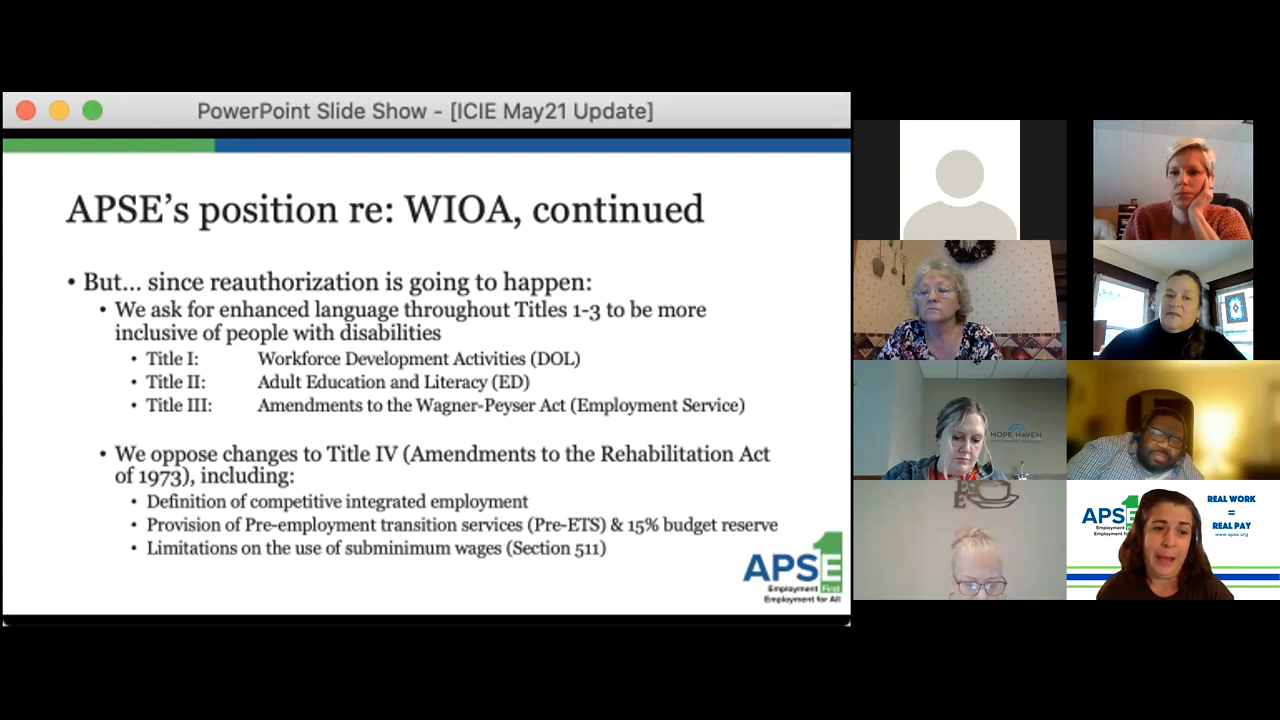 PowerPoint Slide Show - [ICIE May21 Update]
APSE's position re: WIOA, continued
• But... since reauthorization is going to happen:
• We ask for enhanced language throughout Titles 1-3 to be more
inclusive of people with disabilities
• Title I: Workforce Development Activities (DOL)
• Title II: Adult Education and Literacy (ED)
• Title III: Amendments to the Wagner-Peyser Act (Employment Service)
• We oppose changes to Title IV (Amendments to the Rehabilitation Act
of 1973), including:
• Definition of competitive integrated employment
• Provision of Pre-employment transition services (Pre-ETS) & 15% budget reserve
• Limitations on the use of subminimum wages (Section 511)
APSE
Employment First
Employment for All
HOPE HAVEN
APSE
REAL WORK
=
REAL PAY
www.apse.org